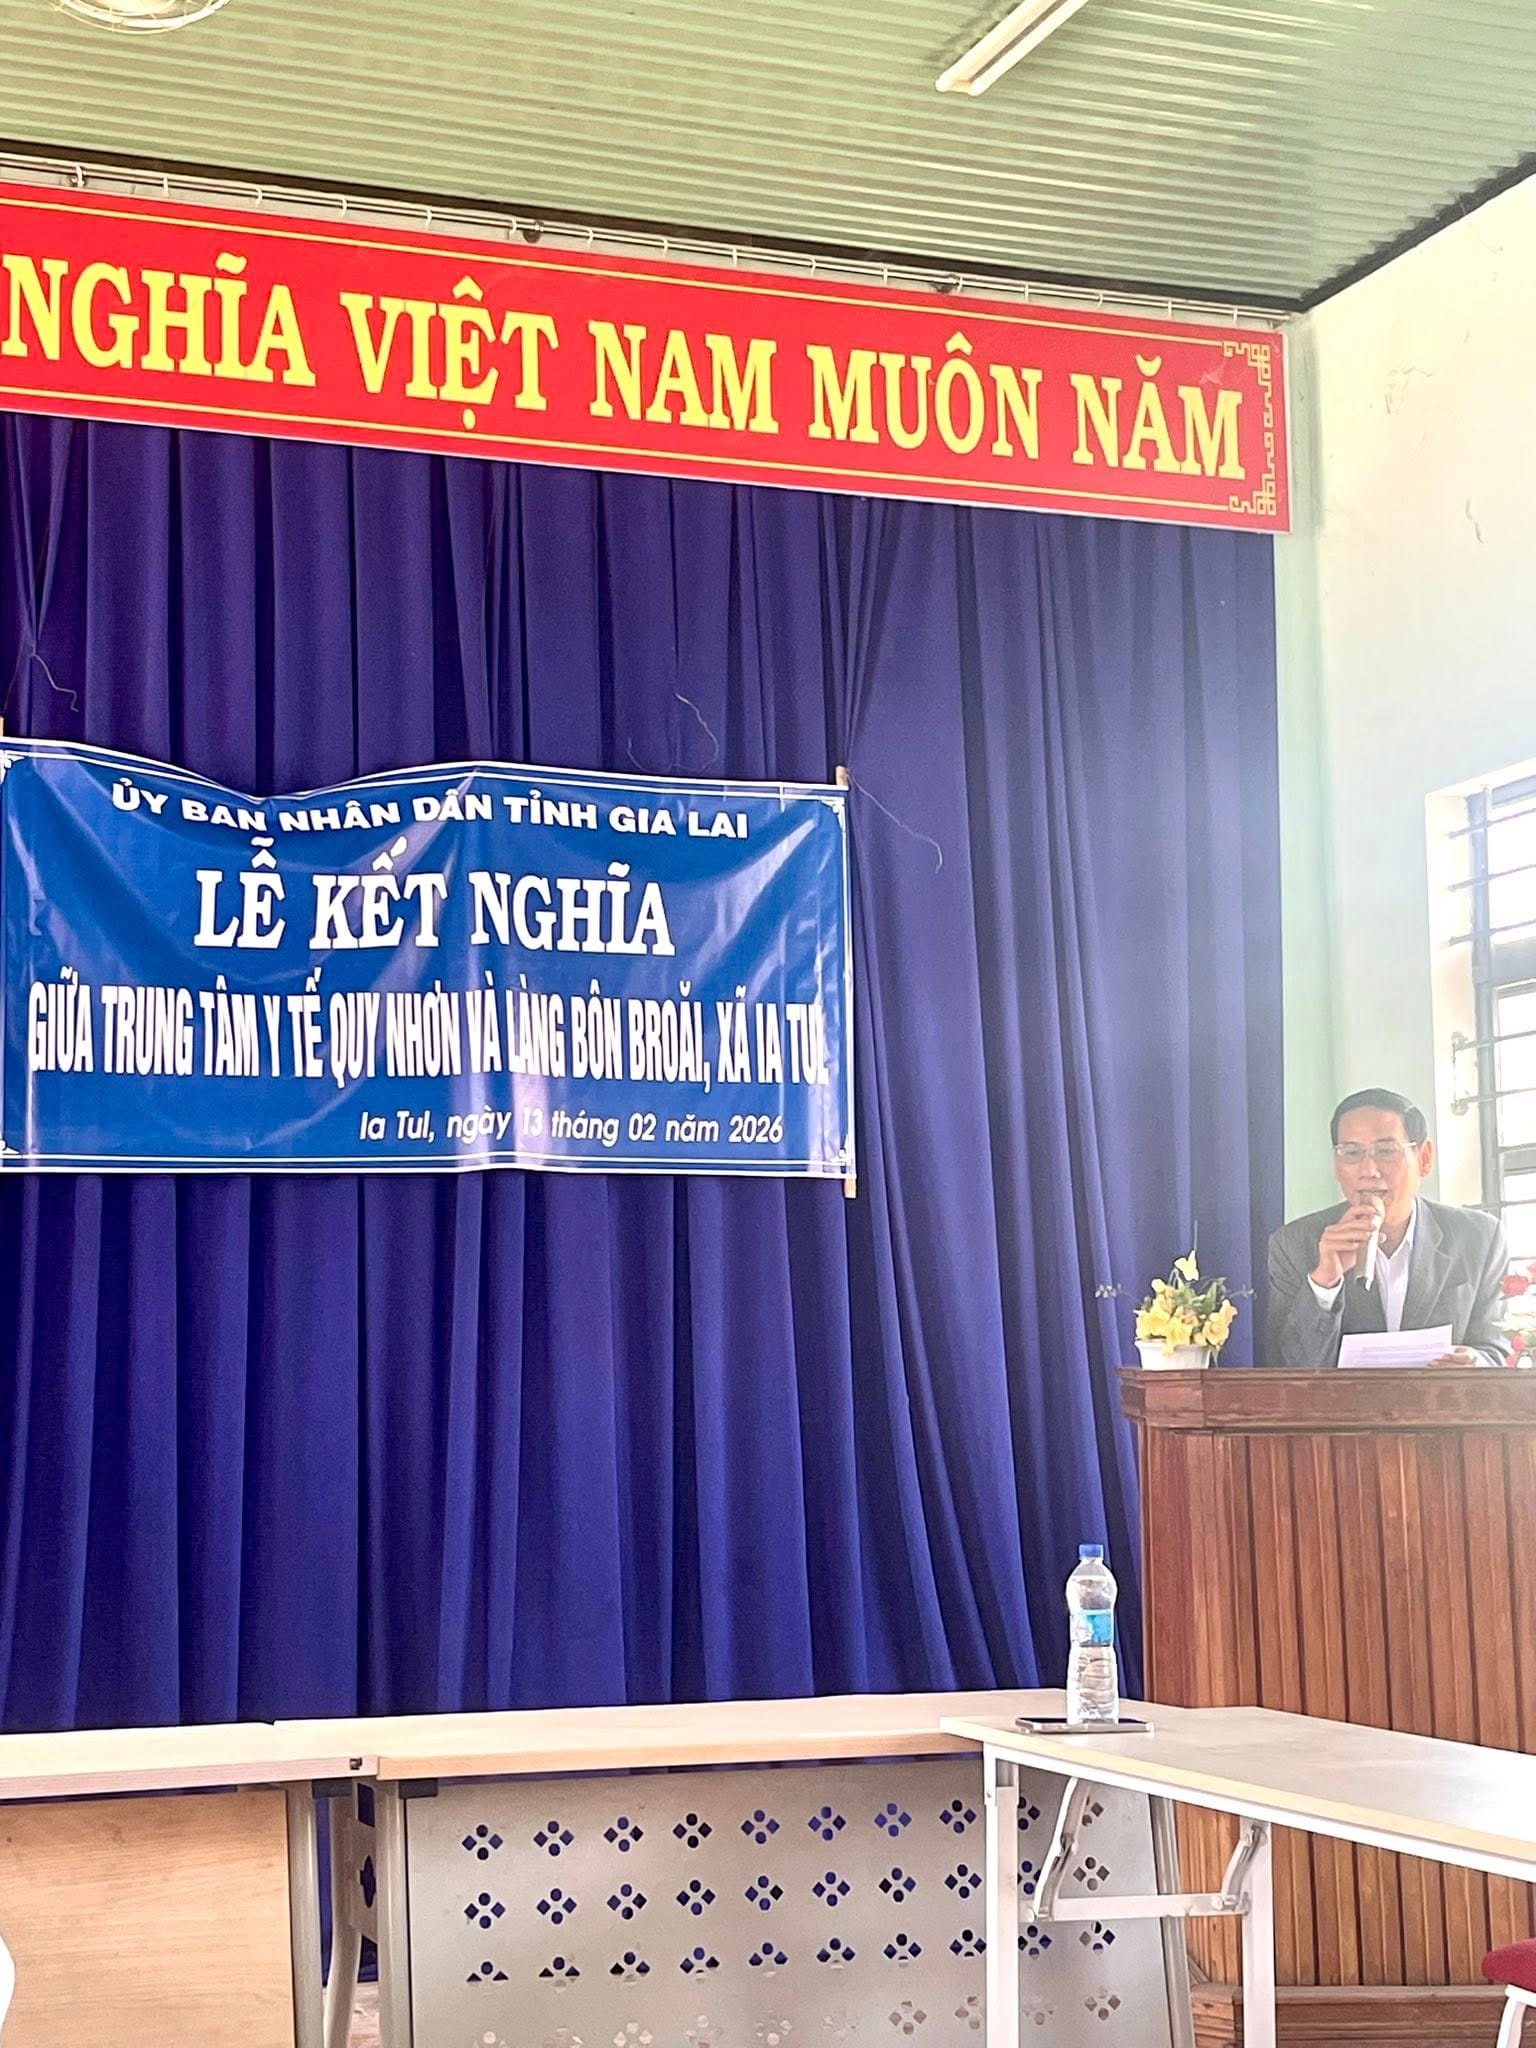 NGHĨA VIỆT NAM MUÔN NĂM
ỦY BAN NHÂN DÂN TỈNH GIA LAI
LỄ KẾT NGHĨA
GIỮA TRUNG TÂM Y TẾ QUY NHƠN VÀ LÀNG BÔN BROĂI, XÃ IA TUL
Ia Tul, ngày 13 tháng 02 năm 2026